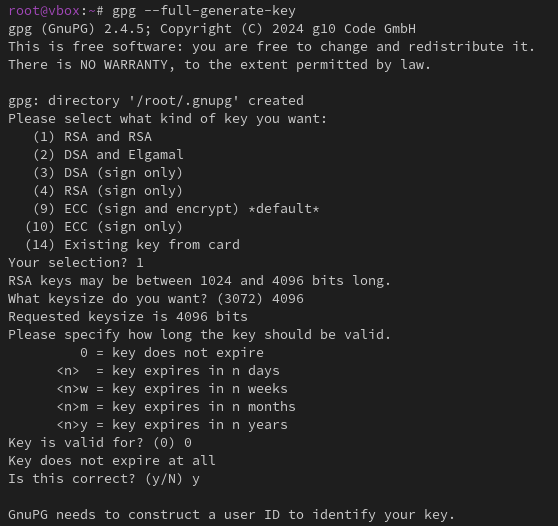 root@vbox:~# gpg --full-generate-key
gpg (GnuPG) 2.4.5; Copyright (C) 2024 g10 Code GmbH
This is free software: you are free to change and redistribute it.
There is NO WARRANTY, to the extent permitted by law.

gpg: directory '/root/.gnupg' created
Please select what kind of key you want:
   (1) RSA and RSA
   (2) DSA and Elgamal
   (3) DSA (sign only)
   (4) RSA (sign only)
   (9) ECC (sign and encrypt) *default*
  (10) ECC (sign only)
  (14) Existing key from card
Your selection? 1
RSA keys may be between 1024 and 4096 bits long.
What keysize do you want? (3072) 4096
Requested keysize is 4096 bits
Please specify how long the key should be valid.
         0 = key does not expire
      <n>  = key expires in n days
      <n>w = key expires in n weeks
      <n>m = key expires in n months
      <n>y = key expires in n years
Key is valid for? (0) 0
Key does not expire at all
Is this correct? (y/N) y

GnuPG needs to construct a user ID to identify your key.